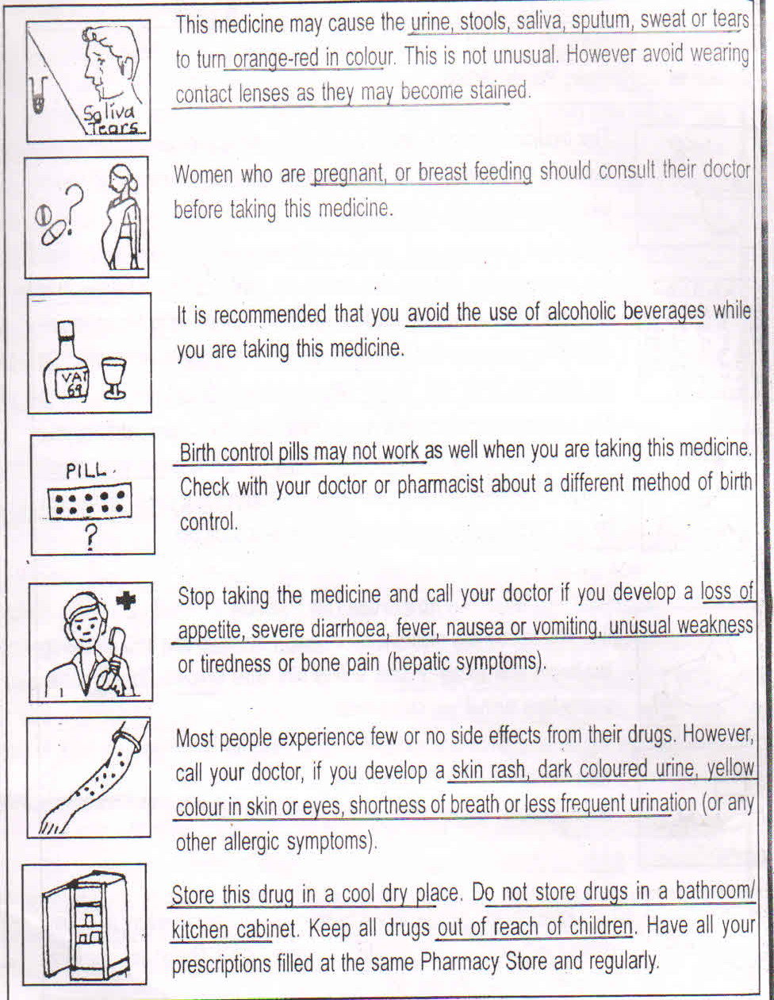 Saliva
Tears
This medicine may cause the urine, stools, saliva, sputum, sweat or tears
to turn orange-red in colour. This is not unusual. However avoid wearing
contact lenses as they may become stained.
Women who are pregnant, or breast feeding should consult their doctor
before taking this medicine.
VAT
69
It is recommended that you avoid the use of alcoholic beverages while
you are taking this medicine.
PILL.
?
Birth control pills may not work as well when you are taking this medicine.
Check with your doctor or pharmacist about a different method of birth
control.
Stop taking the medicine and call your doctor if you develop a loss of
appetite, severe diarrhoea, fever, nausea or vomiting, unusual weakness
or tiredness or bone pain (hepatic symptoms).
Most people experience few or no side effects from their drugs. However,
call your doctor, if you develop a skin rash, dark coloured urine, yellow
colour in skin or eyes, shortness of breath or less frequent urination (or any
other allergic symptoms).
Store this drug in a cool dry place. Do not store drugs in a bathroom/
kitchen cabinet. Keep all drugs out of reach of children. Have all your
prescriptions filled at the same Pharmacy Store and regularly.